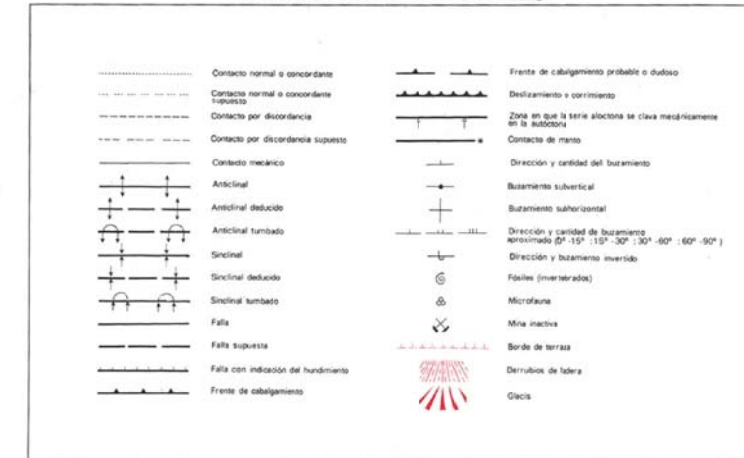 Contacto normal o concordante
Contacto normal o concordante
supuesto
Contacto por discordancia
Contacto por discordancia supuesto
Contacto mecánico
Anticlinal
Anticlinal deducido
Anticlinal tumbado
Sinclinal
Sinclinal deducido
Sinclinal tumbado
Falla
Falla supuesta
Falla con indicación del hundimiento
Frente de cabalgamiento
Frente de cabalgamiento probable o dudoso
Deslizamiento o corrimiento
Zona en que la serie aloctona se clava mecánicamente
en la autóctona
Contacto de manto
Dirección y cantidad del buzamiento
Buzamiento subvertical
Buzamiento subhorizontal
Dirección y cantidad de buzamiento
aproximado (0°-15° ; 15°-30° ; 30°-60° ; 60°-90°)
Dirección y buzamiento invertido
Fósiles (invertebrados)
Microfauna
Mina inactiva
Borde de terraza
Derrubios de ladera
Glacis